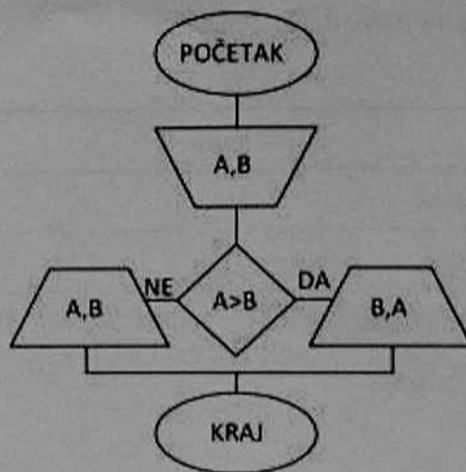 POČETAK
A,B
NE
DA
A,B
A>B
B,A
KRAJ